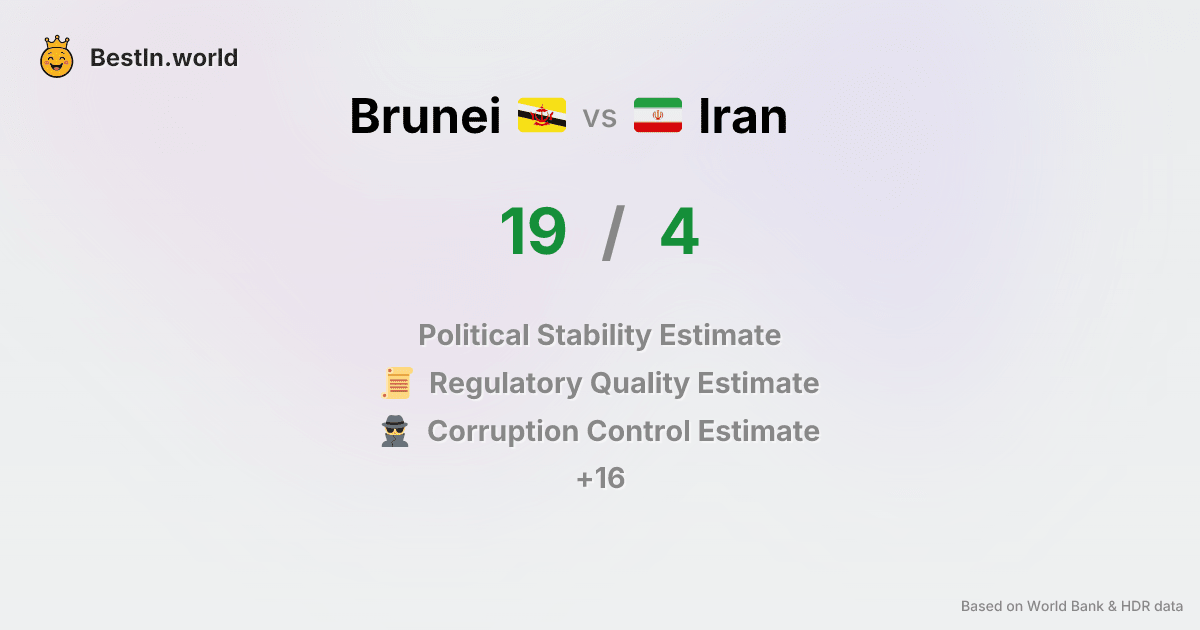 BestIn.world
Brunei vs Iran
19 / 4
Political Stability Estimate
Regulatory Quality Estimate
Corruption Control Estimate
+16
Based on World Bank & HDR data